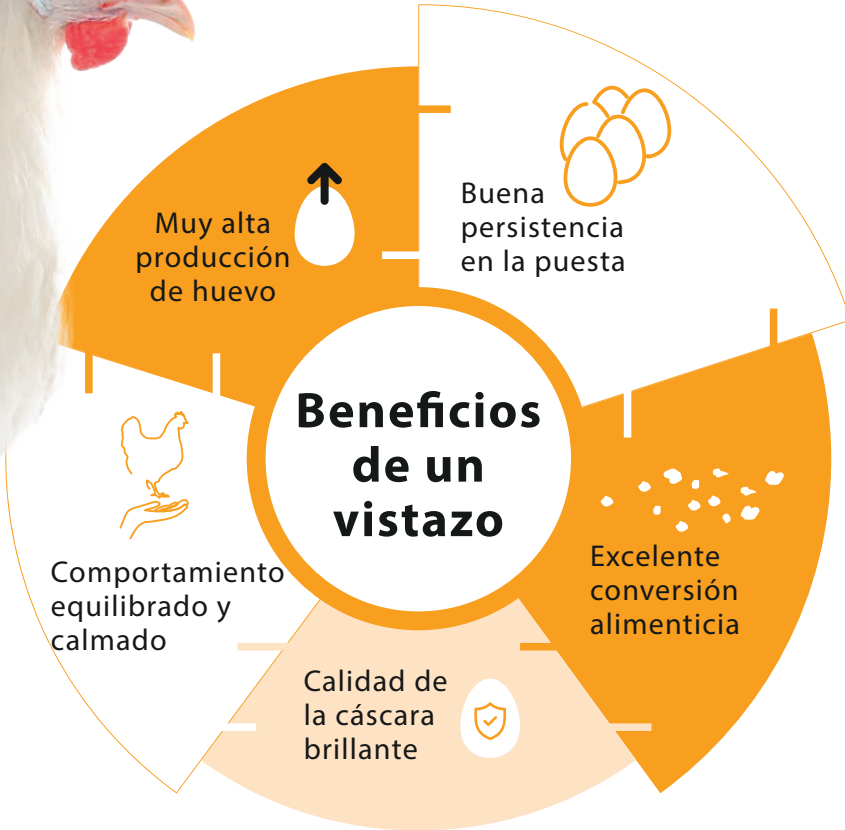 Muy alta
producción
de huevo
Buena
persistencia
en la puesta
Beneficios
de un
vistazo
Excelente
conversión
alimenticia
Comportamiento
equilibrado y
calmado
Calidad de
la cáscara
brillante